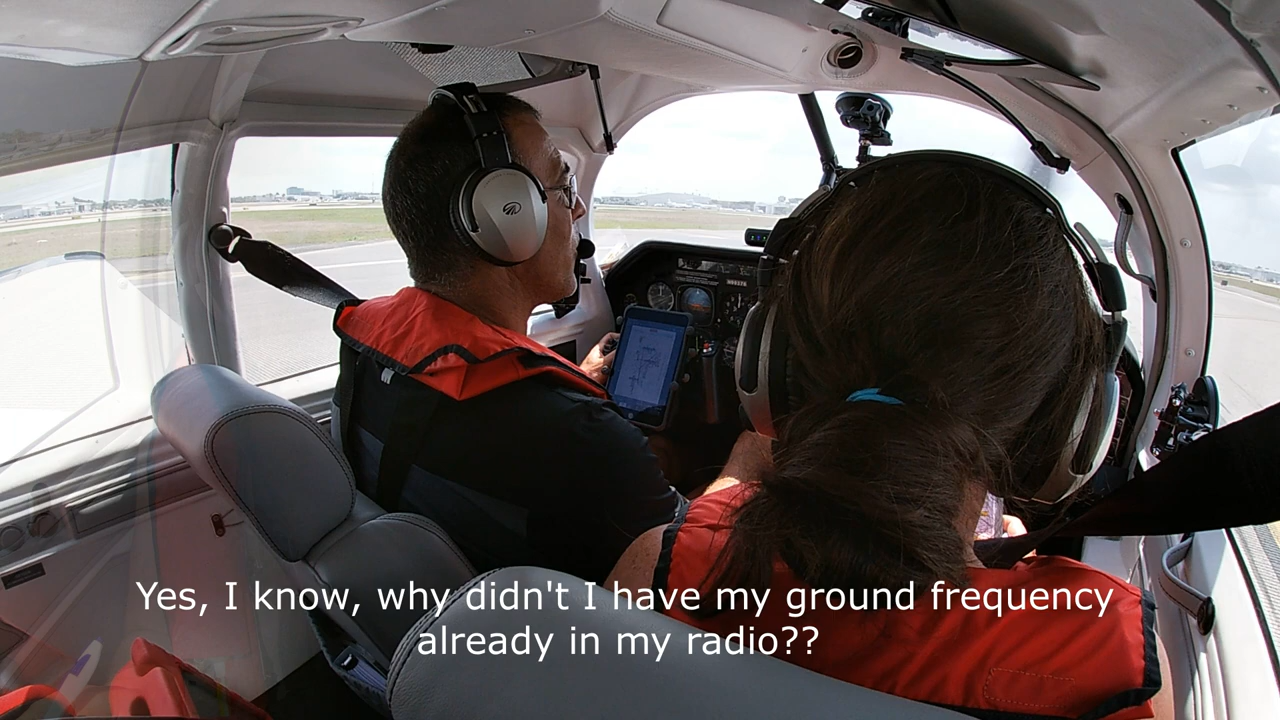 Yes, I know, why didn't I have my ground frequency
already in my radio??